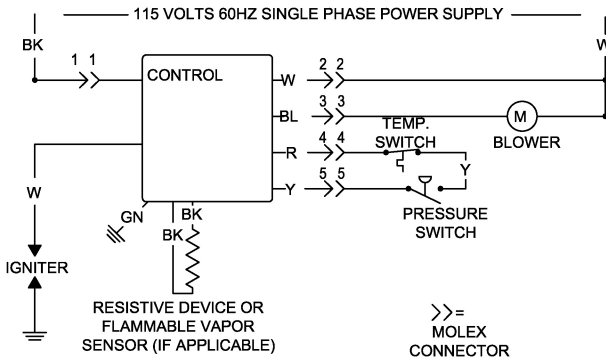 115 VOLTS 60HZ SINGLE PHASE POWER SUPPLY
BK
W
1 1
CONTROL
W
2 2
BL
3 3
M
BLOWER
TEMP.
SWITCH
R
4 4
Y
Y
5 5
PRESSURE
SWITCH
W
GN
BK
BK
IGNITER
RESISTIVE DEVICE OR
FLAMMABLE VAPOR
SENSOR (IF APPLICABLE)
>>=
MOLEX
CONNECTOR